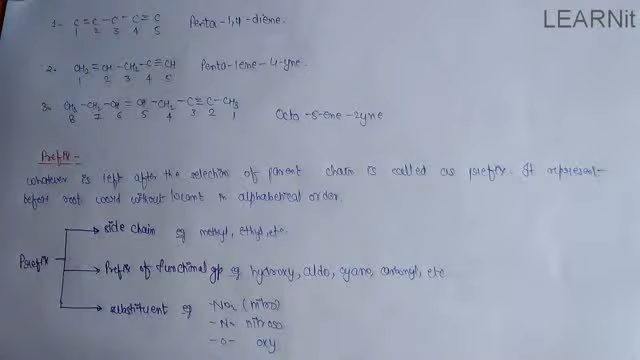 LEARNit
1- C=C-C-C=C Penta-1,4-diene.
1 2 3 4 5
2- CH2=CH-CH2-C≡CH Penta-1ene-4-yne.
1 2 3 4 5
3- CH3-CH2-CH=CH-CH2-C≡C-CH3 Octo-5-ene-2yne
8 7 6 5 4 3 2 1
Prefix-
whatever is left after the selection of parent chain is called as prefix. It represent-
before root word without locant in alphabetical order.
side chain eg methyl, ethyl, etc.
Prefix
Prefix of functional gp eg hydroxy, aldo, cyano, carbonyl, etc
substituent eg -NO2 (nitro)
-N= nitroso
-O- oxy